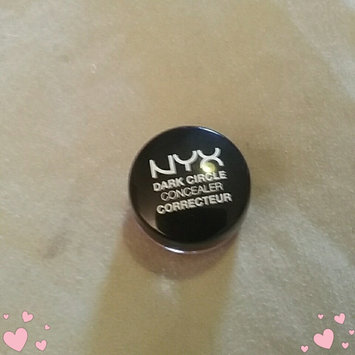 NYX
DARK CIRCLE
CONCEALER
CORRECTEUR